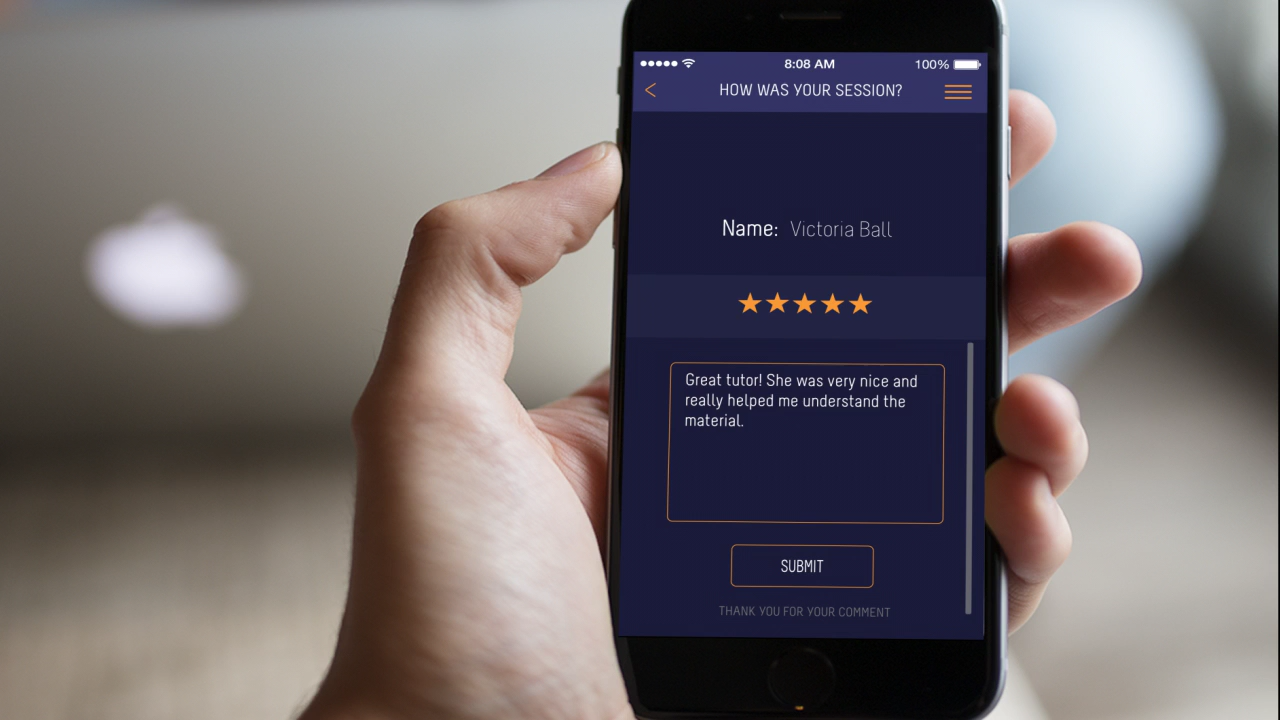 8:08 AM 100%
HOW WAS YOUR SESSION?
Name: Victoria Ball
Great tutor! She was very nice and
really helped me understand the
material.
SUBMIT
THANK YOU FOR YOUR COMMENT